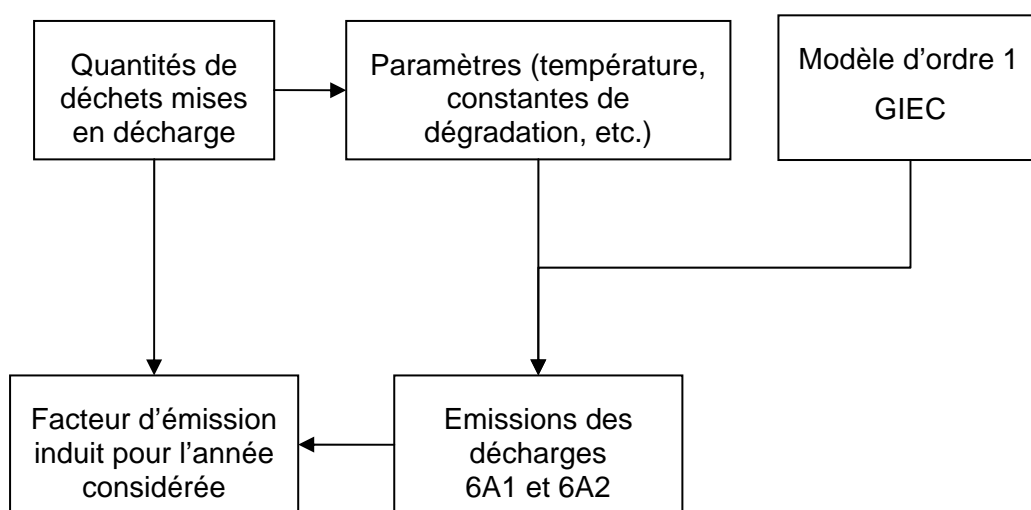 Quantités de
déchets mises
en décharge
Paramètres (température,
constantes de
dégradation, etc.)
Modèle d’ordre 1
GIEC
Facteur d’émission
induit pour l’année
considérée
Emissions des
décharges
6A1 et 6A2